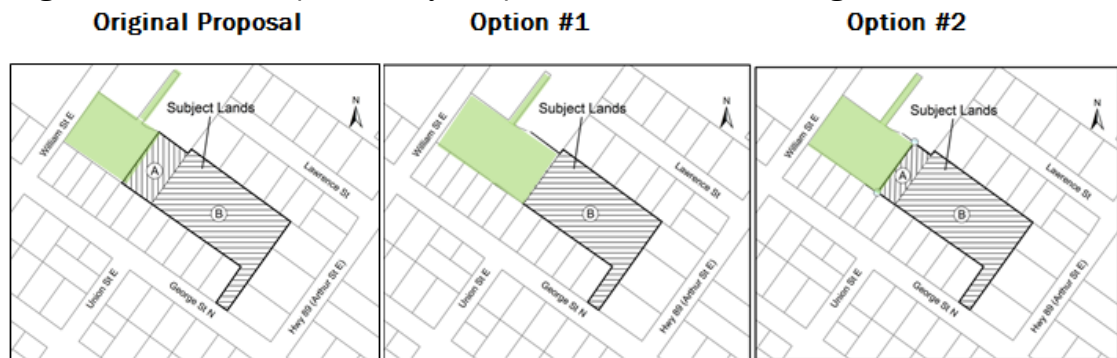 Original Proposal
Option #1
Option #2
Subject Lands
N
William St E
A
Lawrence St
B
Union St E
George St N
Hwy 89 (Arthur St E)
Subject Lands
N
William St E
Lawrence St
B
Union St E
George St N
Hwy 89 (Arthur St E)
Subject Lands
N
William St E
A
Lawrence St
B
Union St E
George St N
Hwy 89 (Arthur St E)